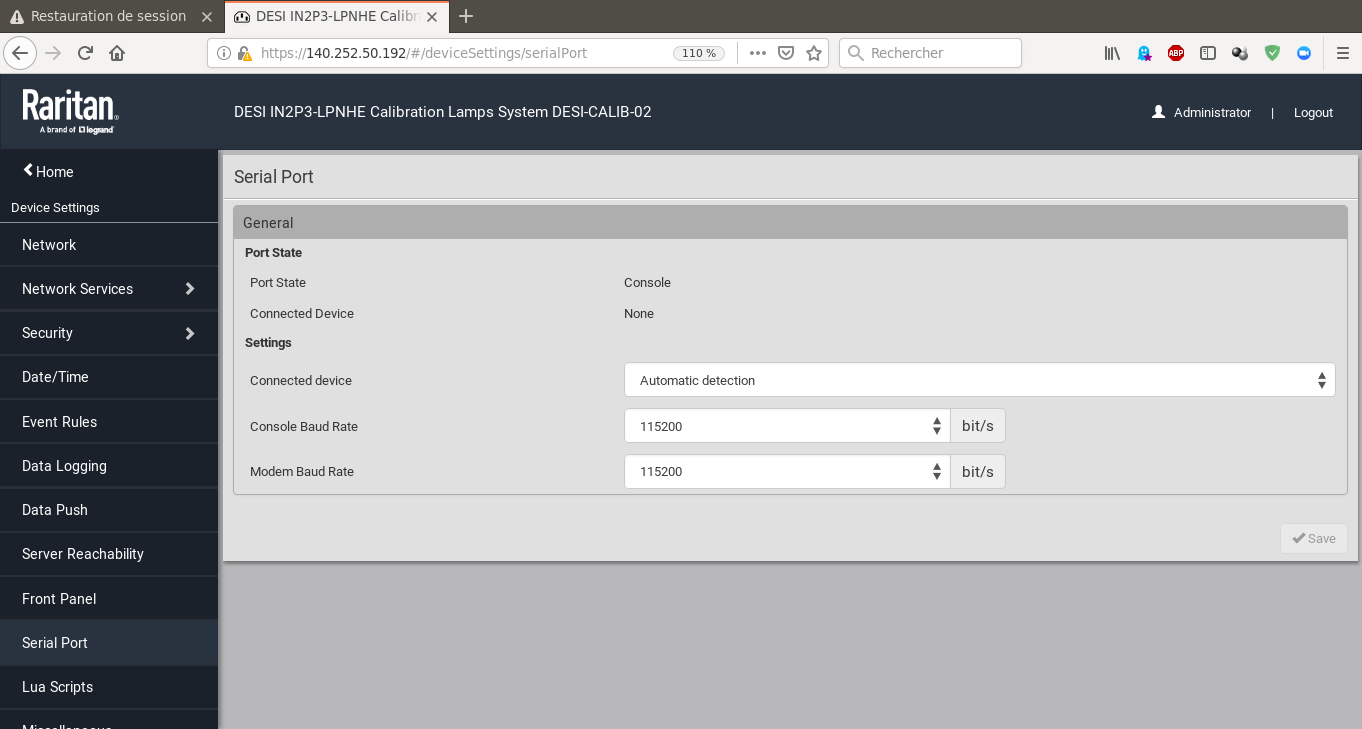 Restauration de session
DESI IN2P3-LPNHE Calibr
https://140.252.50.192/#/deviceSettings/serialPort
110 %
Rechercher
ABP
Raritan
A brand of legrand
DESI IN2P3-LPNHE Calibration Lamps System DESI-CALIB-02
Administrator | Logout
Home
Device Settings
Network
Network Services
Security
Date/Time
Event Rules
Data Logging
Data Push
Server Reachability
Front Panel
Serial Port
Lua Scripts
Miscellaneous
Serial Port
General
Port State
Port State Console
Connected Device None
Settings
Connected device Automatic detection
Console Baud Rate 115200 bit/s
Modem Baud Rate 115200 bit/s
Save